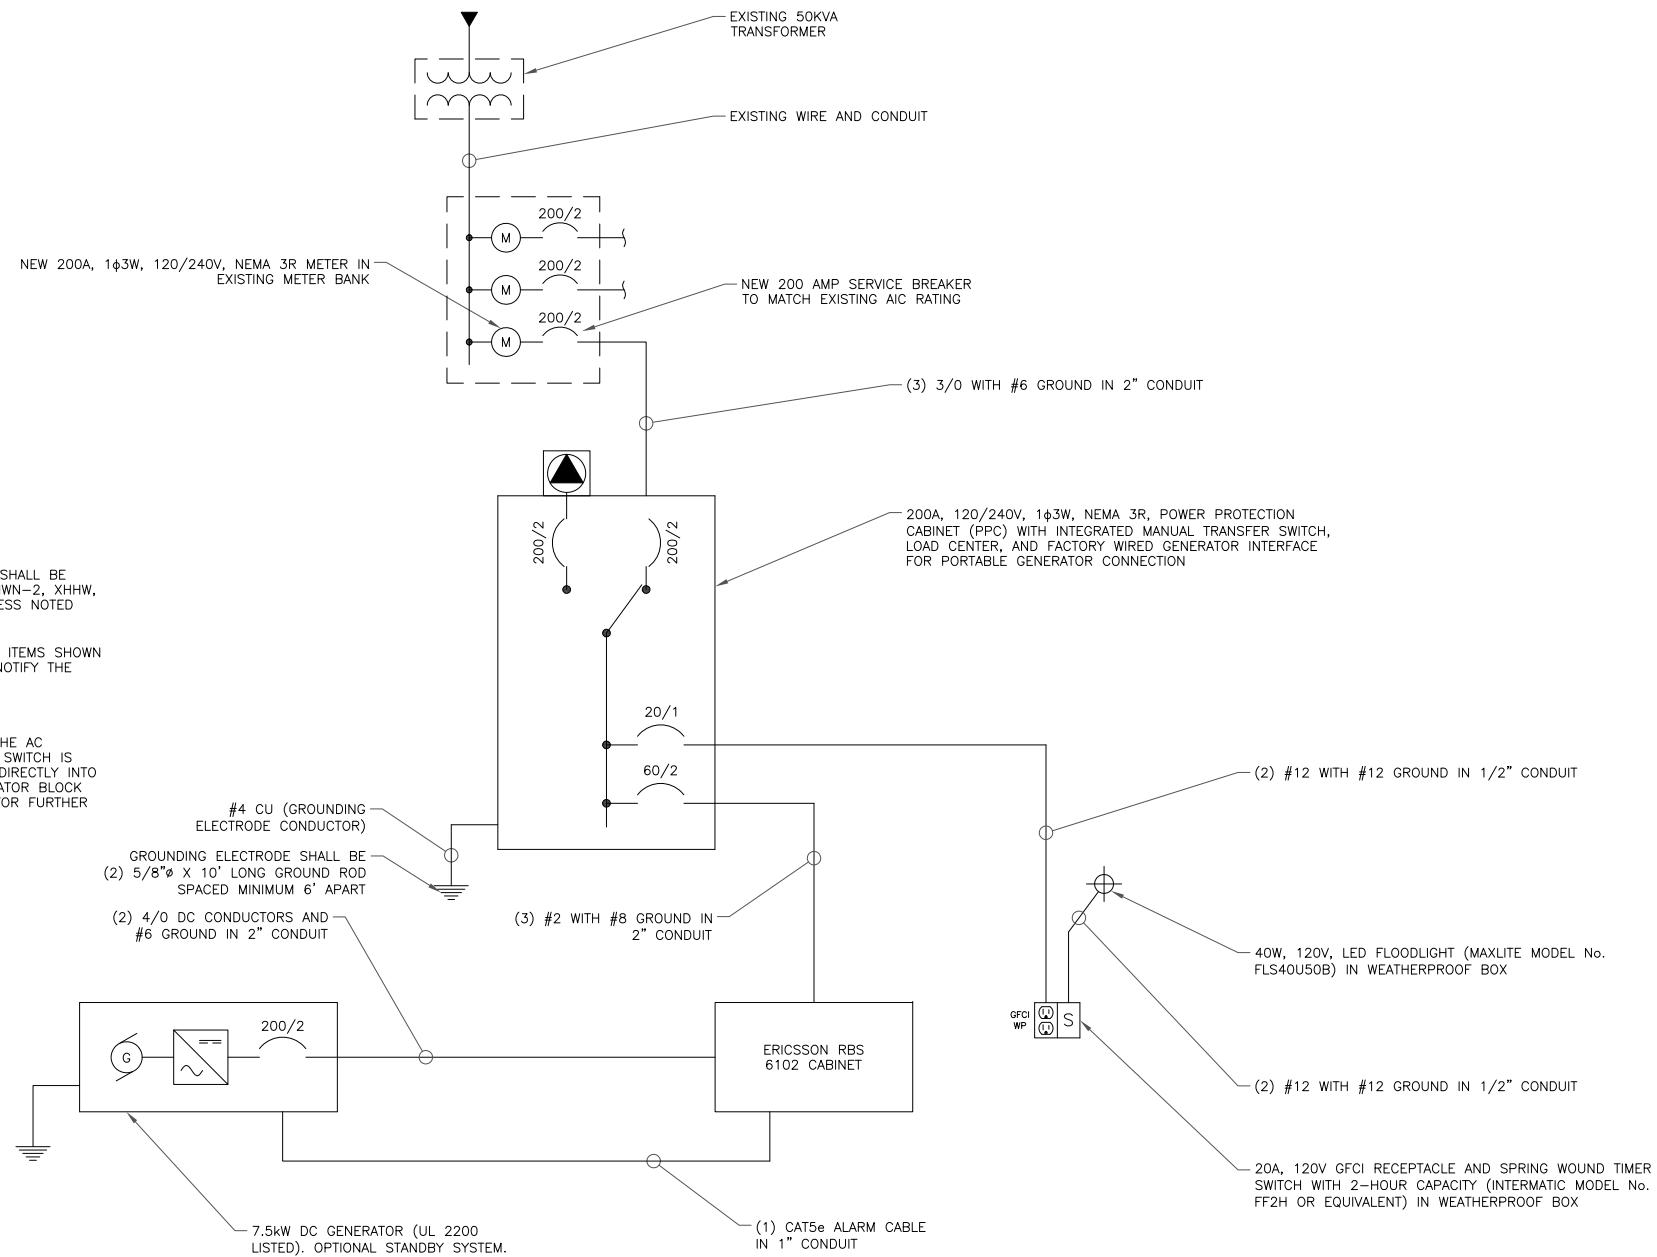 EXISTING 50KVA
TRANSFORMER
EXISTING WIRE AND CONDUIT
200/2
M
200/2
M
200/2
M
NEW 200A, 1ϕ3W, 120/240V, NEMA 3R METER IN
EXISTING METER BANK
NEW 200 AMP SERVICE BREAKER
TO MATCH EXISTING AIC RATING
(3) 3/0 WITH #6 GROUND IN 2" CONDUIT
200/2
200/2
200A, 120/240V, 1ϕ3W, NEMA 3R, POWER PROTECTION
CABINET (PPC) WITH INTEGRATED MANUAL TRANSFER SWITCH,
LOAD CENTER, AND FACTORY WIRED GENERATOR INTERFACE
FOR PORTABLE GENERATOR CONNECTION
SHALL BE
WN-2, XHHW,
ESS NOTED
ITEMS SHOWN
NOTIFY THE
HE AC
SWITCH IS
DIRECTLY INTO
ATOR BLOCK
FOR FURTHER
20/1
60/2
#4 CU (GROUNDING
ELECTRODE CONDUCTOR)
GROUNDING ELECTRODE SHALL BE
(2) 5/8"ø X 10' LONG GROUND ROD
SPACED MINIMUM 6' APART
(2) 4/0 DC CONDUCTORS AND
#6 GROUND IN 2" CONDUIT
(3) #2 WITH #8 GROUND IN
2" CONDUIT
(2) #12 WITH #12 GROUND IN 1/2" CONDUIT
40W, 120V, LED FLOODLIGHT (MAXLITE MODEL No.
FLS40U50B) IN WEATHERPROOF BOX
GFCI
WP
S
G
200/2
ERICSSON RBS
6102 CABINET
(2) #12 WITH #12 GROUND IN 1/2" CONDUIT
20A, 120V GFCI RECEPTACLE AND SPRING WOUND TIMER
SWITCH WITH 2-HOUR CAPACITY (INTERMATIC MODEL No.
FF2H OR EQUIVALENT) IN WEATHERPROOF BOX
7.5kW DC GENERATOR (UL 2200
LISTED). OPTIONAL STANDBY SYSTEM.
(1) CAT5e ALARM CABLE
IN 1" CONDUIT